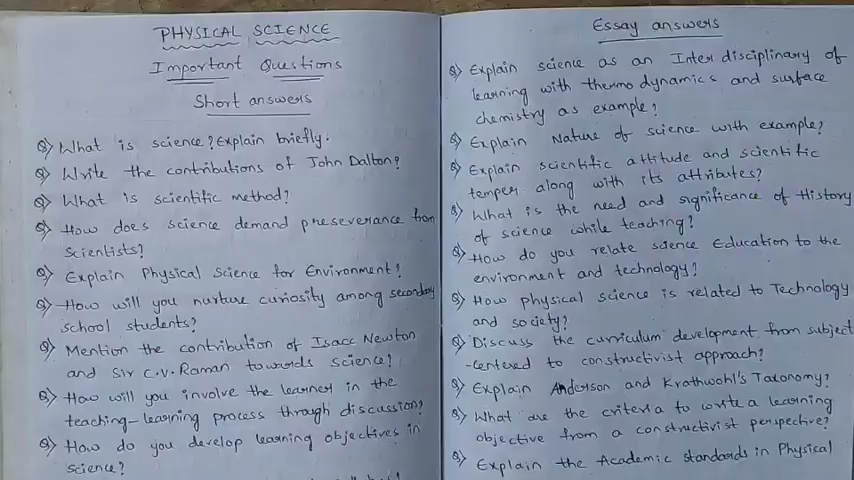 PHYSICAL SCIENCE
Important Questions
Short answers
Q) What is science? Explain briefly.
Q) Write the contributions of John Dalton?
Q) What is scientific method?
Q) How does science demand preseverance from
scientists?
Q) Explain Physical Science for Environment?
Q) How will you nurture curiosity among secondary
school students?
Q) Mention the contribution of Isacc Newton
and Sir C.V. Raman towards science?
Q) How will you involve the learner in the
teaching-learning process through discussion?
Q) How do you develop learning objectives in
science?
Essay answers
Q) Explain science as an Inter disciplinary of
learning with thermo dynamics and surface
chemistry as example?
Q) Explain Nature of science with example?
Q) Explain scientific attitude and scientific
temper along with its attributes?
Q) What is the need and significance of History
of science while teaching?
Q) How do you relate science Education to the
environment and technology?
Q) How physical science is related to Technology
and society?
Q) Discuss the curriculum development from subject
-centered to constructivist approach?
Q) Explain Anderson and Krathwohl's Taxonomy?
Q) What are the criteria to write a learning
objective from a constructivist perspective?
Q) Explain the Academic standards in Physical